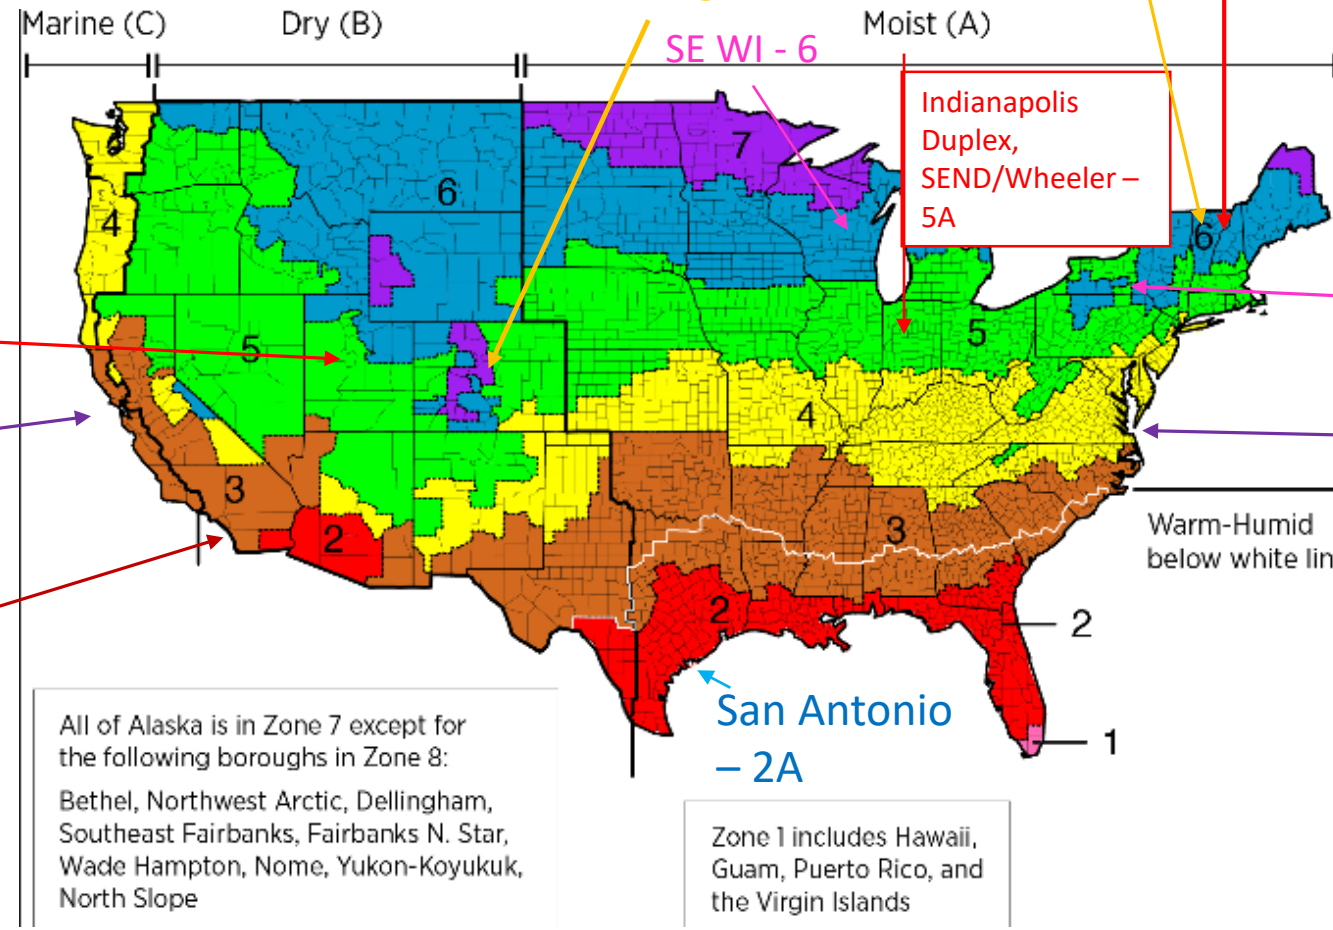 Marine (C)
Dry (B)
Moist (A)
SE WI - 6
Indianapolis
Duplex,
SEND/Wheeler –
5A
7
6
4
6
5
5
4
3
3
2
2
2
1
Warm-Humid
below white lin
San Antonio
– 2A
All of Alaska is in Zone 7 except for
the following boroughs in Zone 8:
Bethel, Northwest Arctic, Dellingham,
Southeast Fairbanks, Fairbanks N. Star,
Wade Hampton, Nome, Yukon-Koyukuk,
North Slope
Zone 1 includes Hawaii,
Guam, Puerto Rico, and
the Virgin Islands